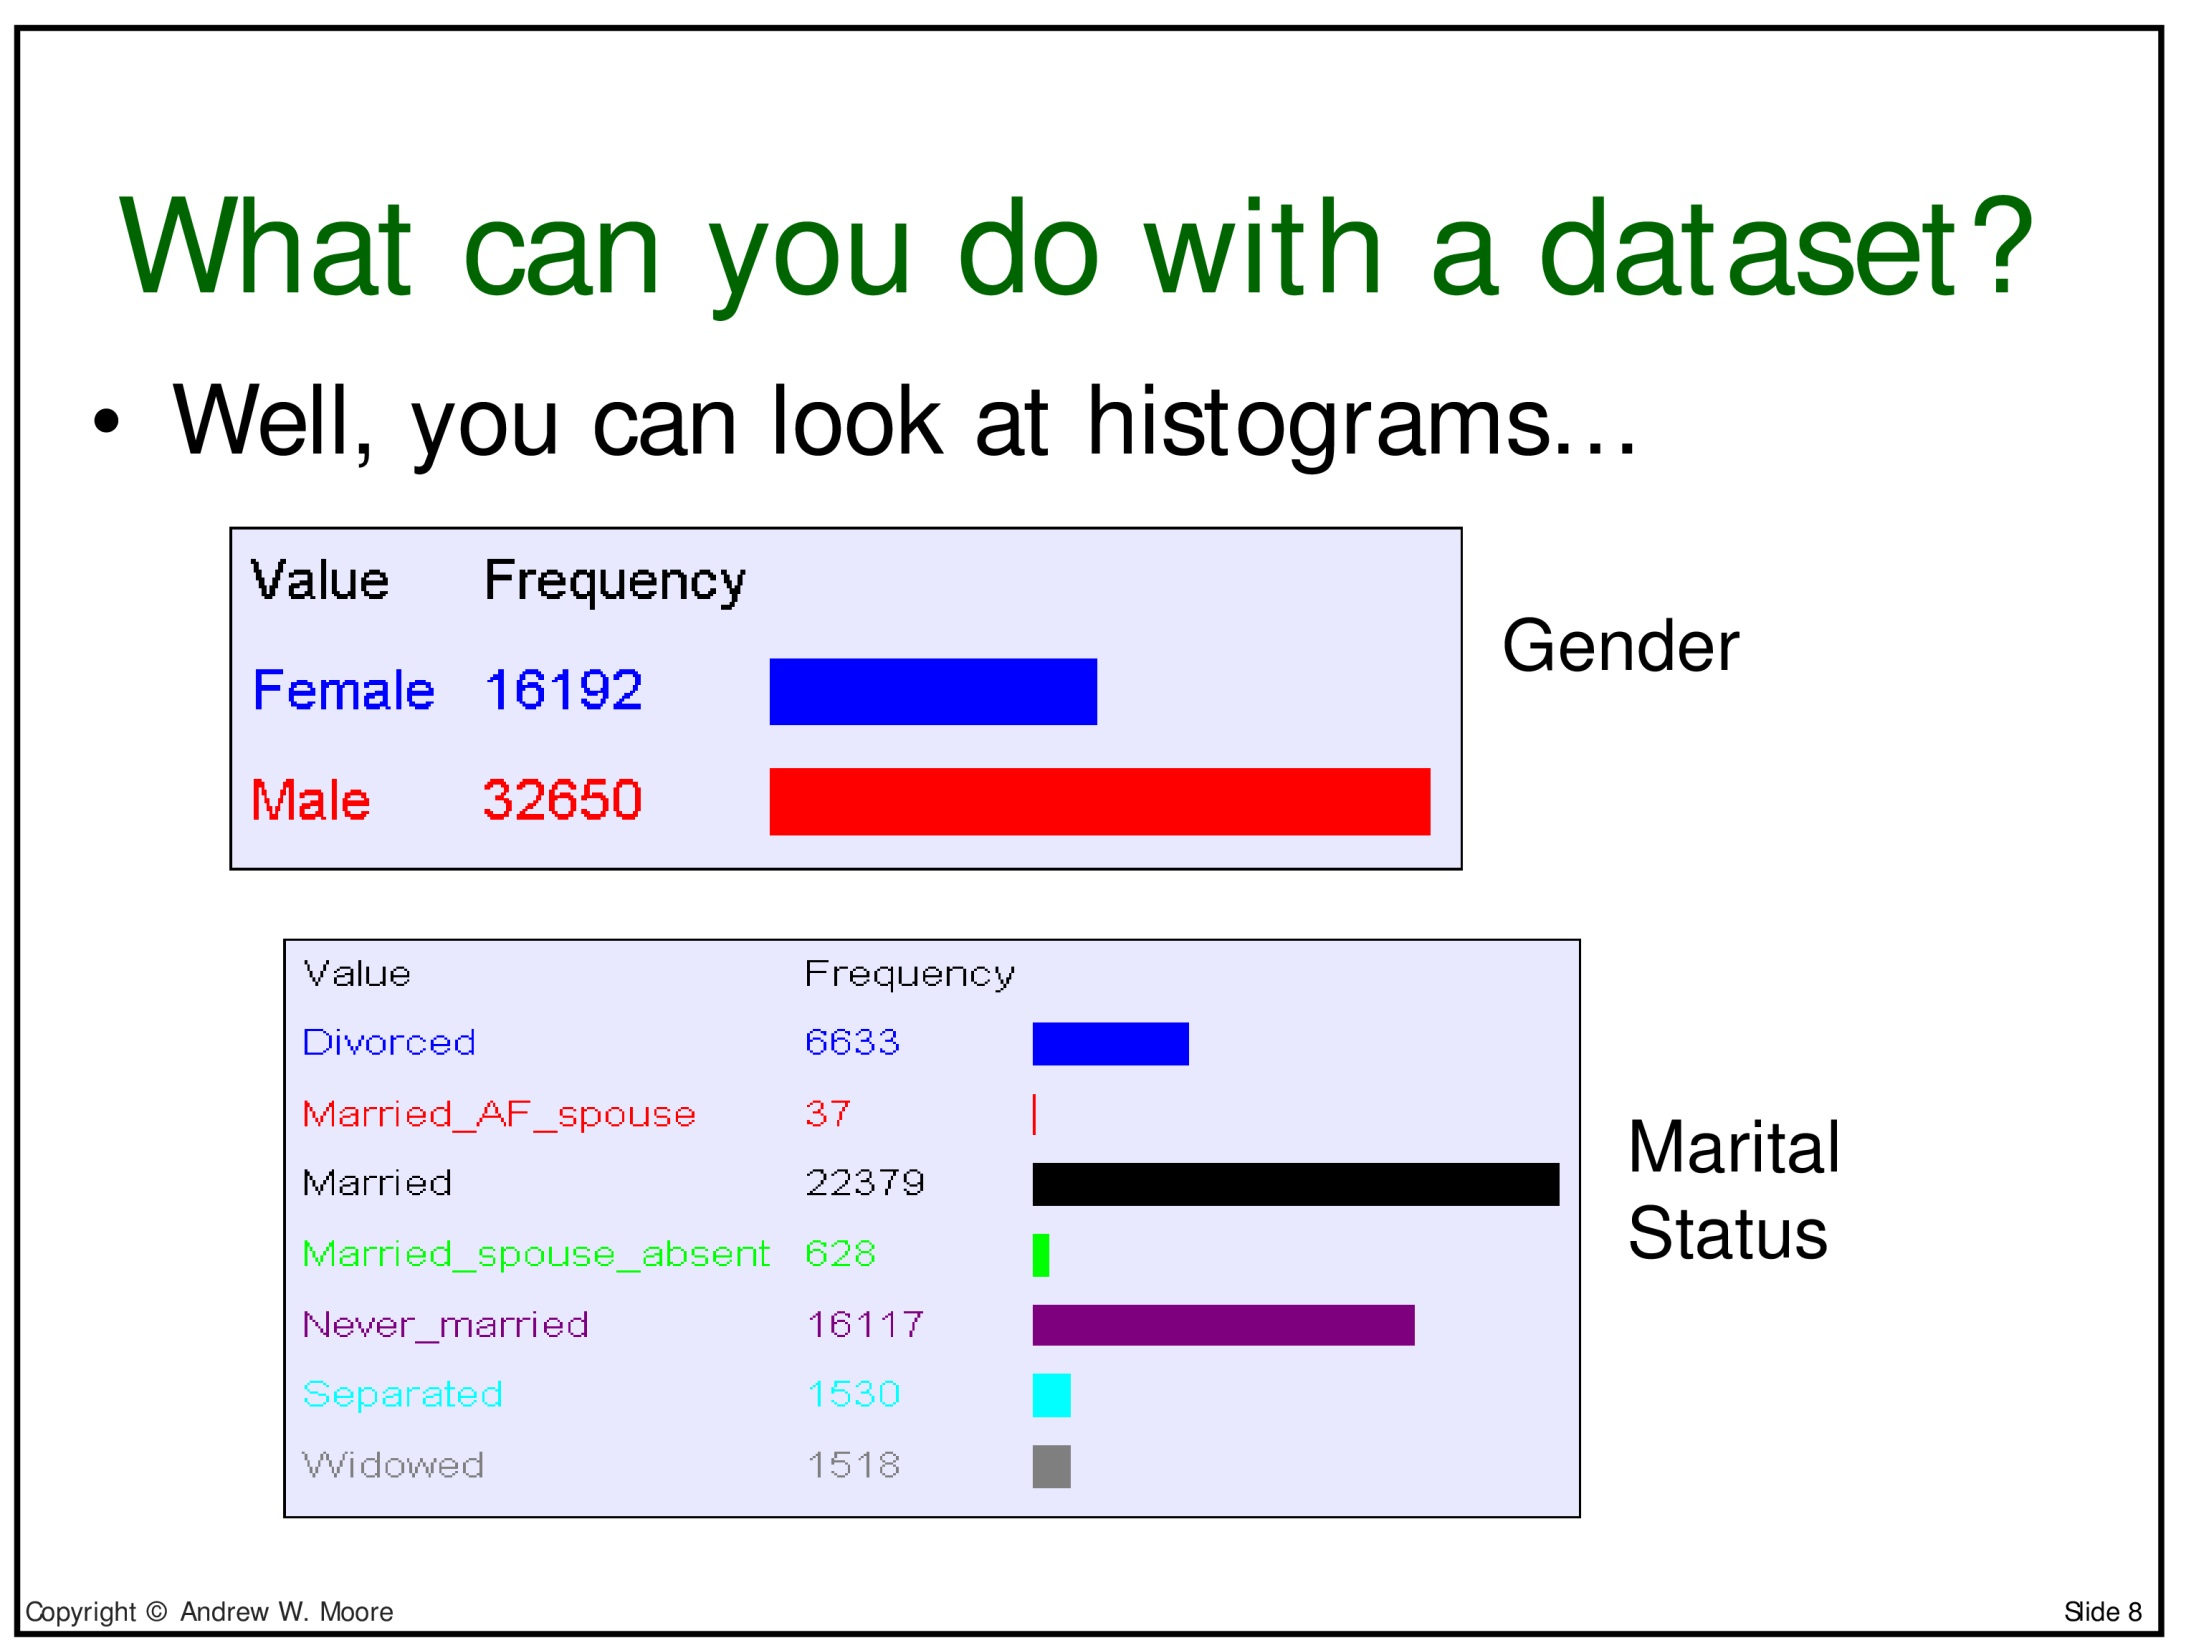 What can you do with a dataset?
• Well, you can look at histograms…
Value Frequency
Female 16192
Male 32650
Gender
Value Frequency
Divorced 6633
Married_AF_spouse 37
Married 22379
Married_spouse_absent 628
Never_married 16117
Separated 1530
Widowed 1518
Marital
Status
Copyright © Andrew W. Moore
Slide 8